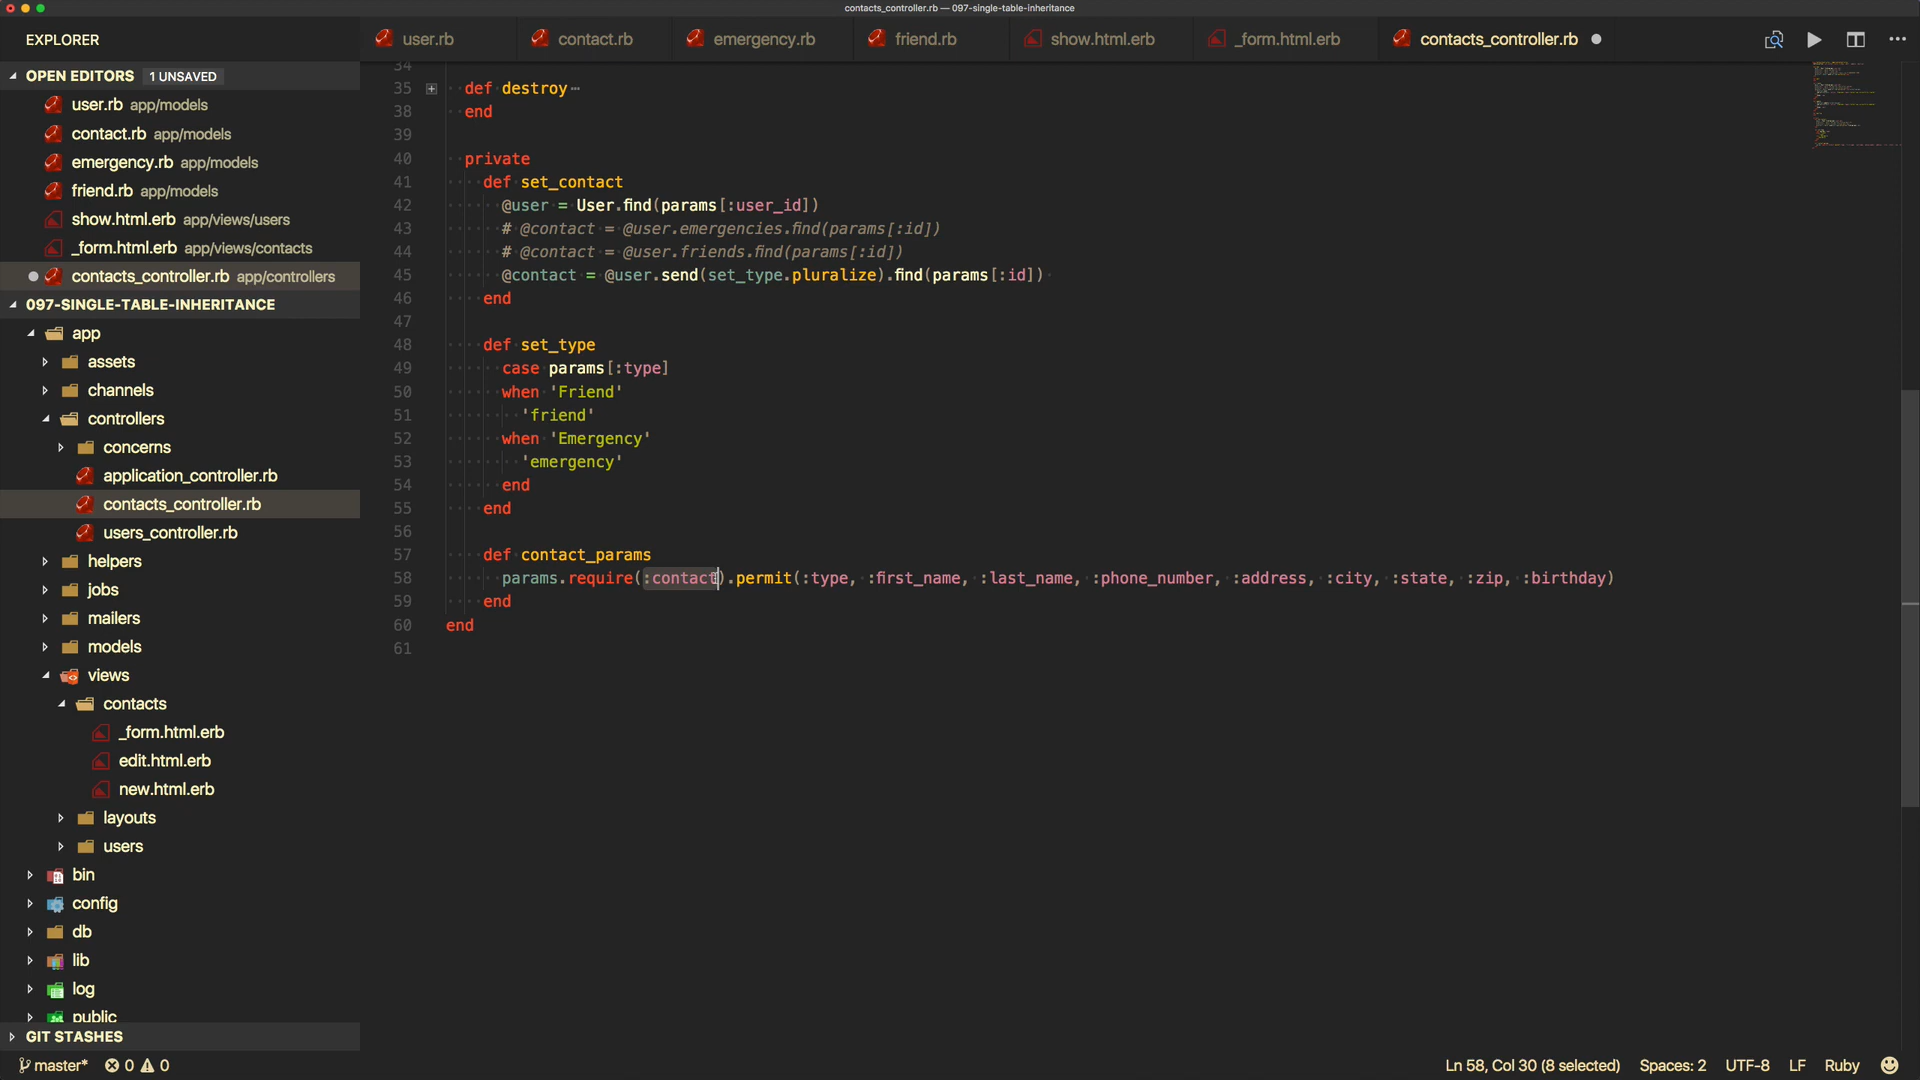 contacts_controller.rb — 097-single-table-inheritance
EXPLORER
user.rb
contact.rb
emergency.rb
friend.rb
show.html.erb
_form.html.erb
contacts_controller.rb
OPEN EDITORS 1 UNSAVED
user.rb app/models
contact.rb app/models
emergency.rb app/models
friend.rb app/models
show.html.erb app/views/users
_form.html.erb app/views/contacts
contacts_controller.rb app/controllers
097-SINGLE-TABLE-INHERITANCE
app
assets
channels
controllers
concerns
application_controller.rb
contacts_controller.rb
users_controller.rb
helpers
jobs
mailers
models
views
contacts
_form.html.erb
edit.html.erb
new.html.erb
layouts
users
bin
config
db
lib
log
public
GIT STASHES
34
35 def destroy
38 end
39
40 private
41 def set_contact
42 @user = User.find(params[:user_id])
43 # @contact = @user.emergencies.find(params[:id])
44 # @contact = @user.friends.find(params[:id])
45 @contact = @user.send(set_type.pluralize).find(params[:id])
46 end
47
48 def set_type
49 case params[:type]
50 when 'Friend'
51 'friend'
52 when 'Emergency'
53 'emergency'
54 end
55 end
56
57 def contact_params
58 params.require(:contact).permit(:type, :first_name, :last_name, :phone_number, :address, :city, :state, :zip, :birthday)
59 end
60 end
61
master* 0 0
Ln 58, Col 30 (8 selected) Spaces: 2 UTF-8 LF Ruby